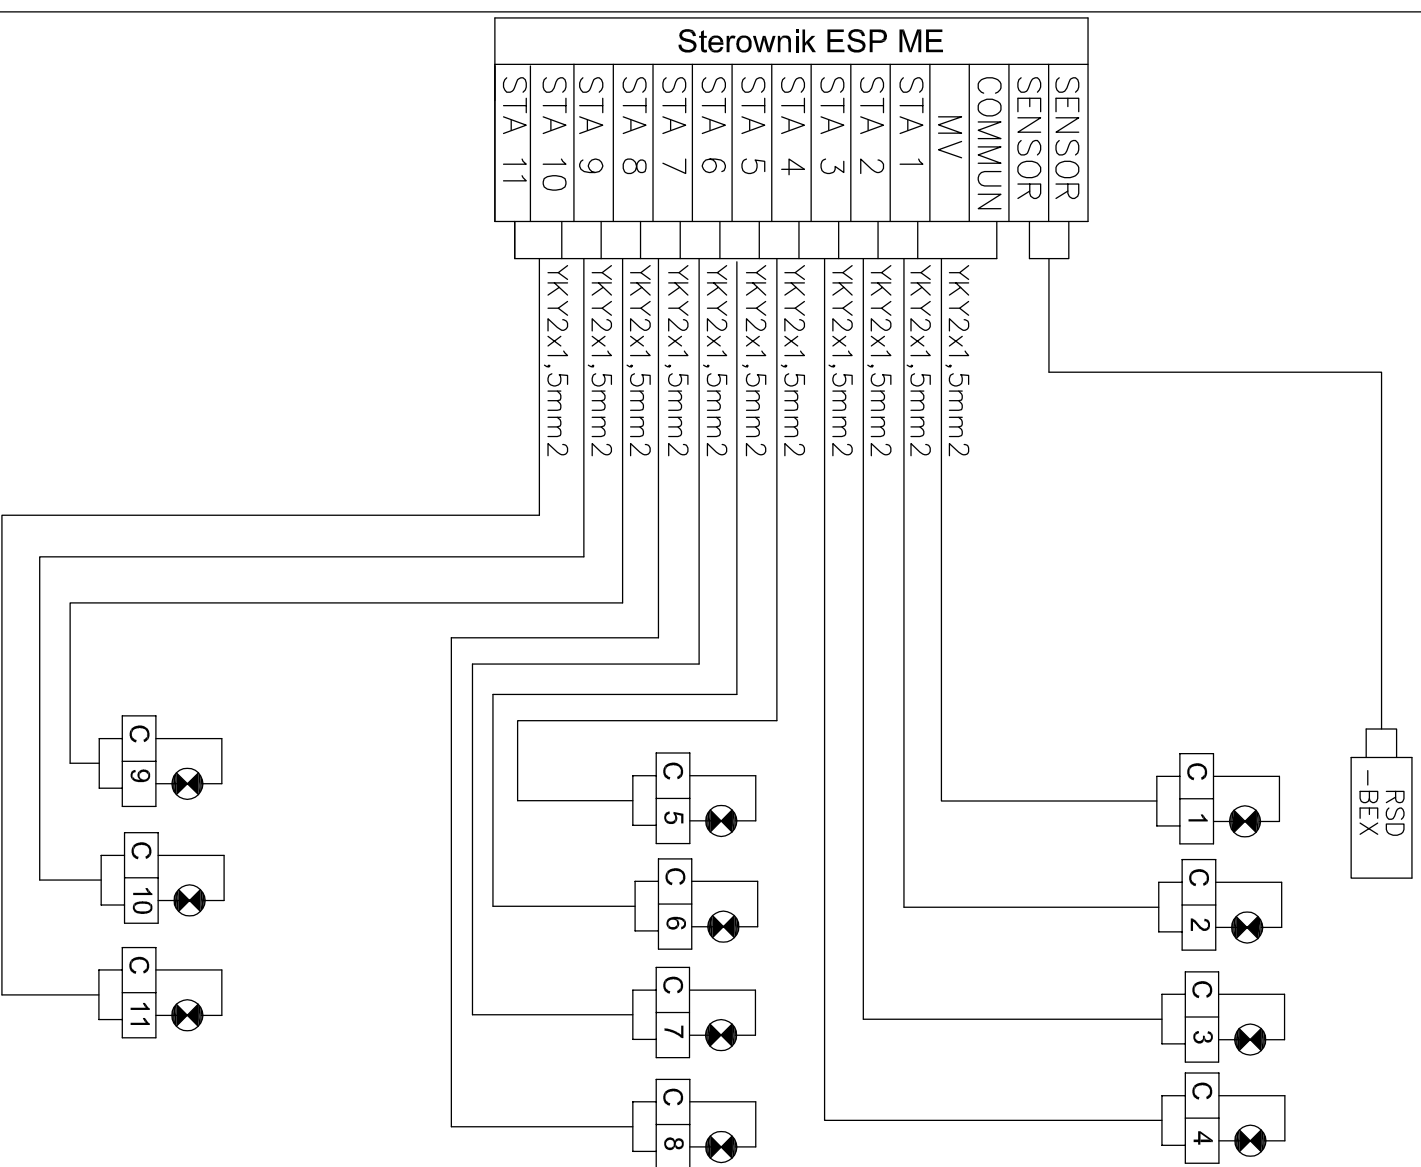 Sterownik ESP ME
STA 11
STA 10
STA 9
STA 8
STA 7
STA 6
STA 5
STA 4
STA 3
STA 2
STA 1
MV
COMMUN
SENSOR
SENSOR
YKY2x1,5mm2
YKY2x1,5mm2
YKY2x1,5mm2
YKY2x1,5mm2
YKY2x1,5mm2
YKY2x1,5mm2
YKY2x1,5mm2
YKY2x1,5mm2
YKY2x1,5mm2
YKY2x1,5mm2
YKY2x1,5mm2
C 9
C 10
C 11
C 5
C 6
C 7
C 8
C 1
C 2
C 3
C 4
RSD
-BEX